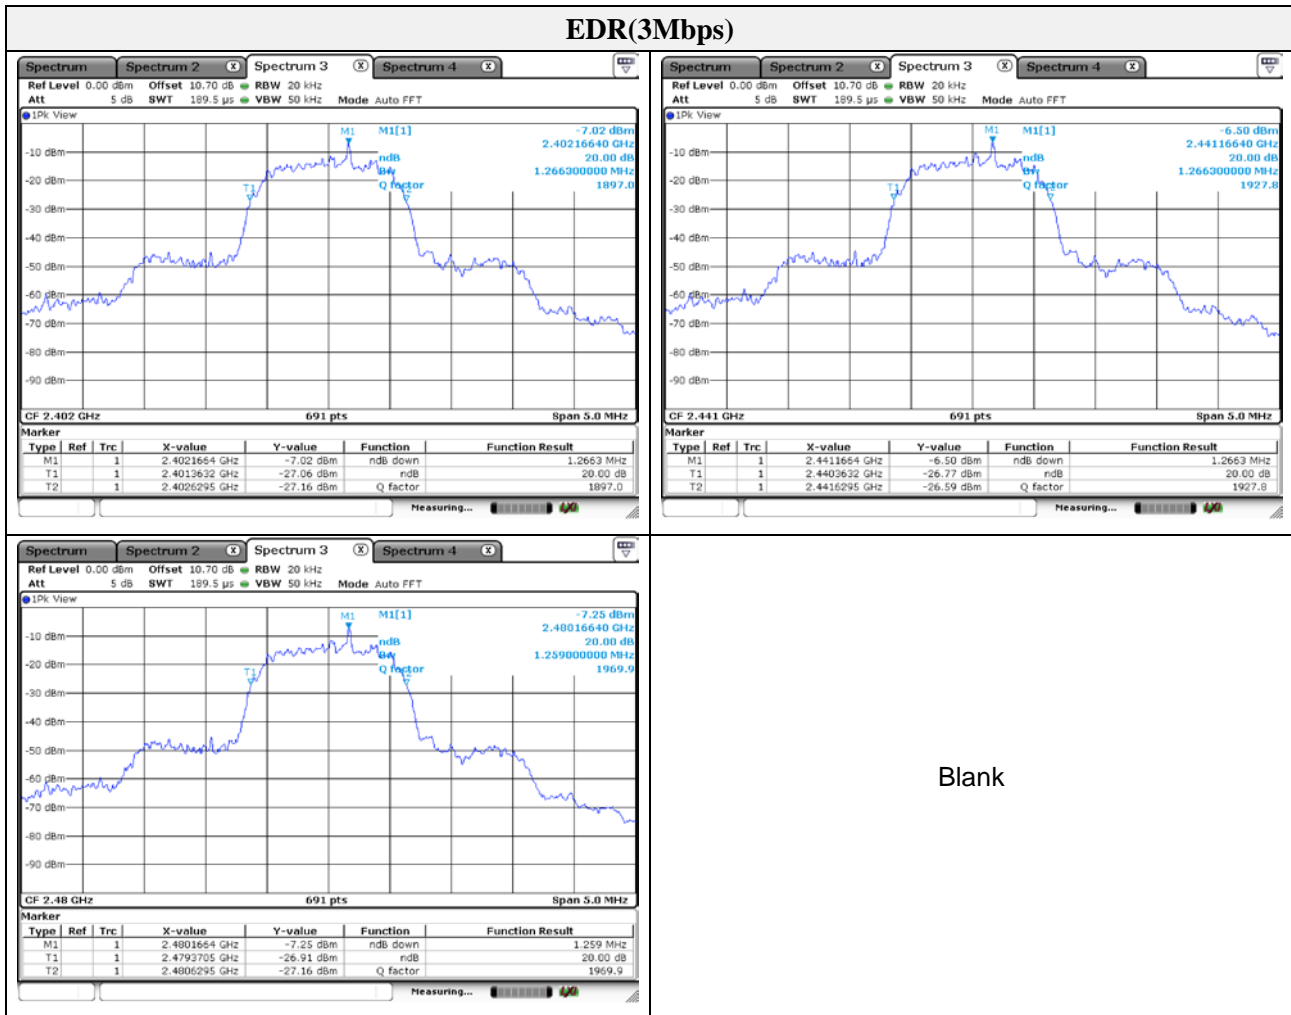 EDR(3Mbps)
Spectrum Spectrum 2 X Spectrum 3 X Spectrum 4 X
Ref Level 0.00 dBm Offset 10.70 dB RBW 20 kHz
Att 5 dB SWT 189.5 µs VBW 50 kHz Mode Auto FFT
1Pk View
M1 M1[1] -7.02 dBm
2.40216640 GHz
-10 dBm
ndB 20.00 dB
Bw 1.266300000 MHz
-20 dBm
T1 Q factor T2 1897.0
-30 dBm
-40 dBm
-50 dBm
-60 dBm
-70 dBm
-80 dBm
-90 dBm
CF 2.402 GHz 691 pts Span 5.0 MHz
Marker
Type Ref Trc X-value Y-value Function Function Result
M1 1 2.4021664 GHz -7.02 dBm ndB down 1.2663 MHz
T1 1 2.4013632 GHz -27.06 dBm ndB 20.00 dB
T2 1 2.4026295 GHz -27.16 dBm Q factor 1897.0
Measuring...
Spectrum Spectrum 2 X Spectrum 3 X Spectrum 4 X
Ref Level 0.00 dBm Offset 10.70 dB RBW 20 kHz
Att 5 dB SWT 189.5 µs VBW 50 kHz Mode Auto FFT
1Pk View
M1 M1[1] -6.50 dBm
2.44116640 GHz
-10 dBm
ndB 20.00 dB
Bw 1.266300000 MHz
-20 dBm
T1 Q factor T2 1927.8
-30 dBm
-40 dBm
-50 dBm
-60 dBm
-70 dBm
-80 dBm
-90 dBm
CF 2.441 GHz 691 pts Span 5.0 MHz
Marker
Type Ref Trc X-value Y-value Function Function Result
M1 1 2.4411664 GHz -6.50 dBm ndB down 1.2663 MHz
T1 1 2.4403632 GHz -26.77 dBm ndB 20.00 dB
T2 1 2.4416295 GHz -26.59 dBm Q factor 1927.8
Measuring...
Spectrum Spectrum 2 X Spectrum 3 X Spectrum 4 X
Ref Level 0.00 dBm Offset 10.70 dB RBW 20 kHz
Att 5 dB SWT 189.5 µs VBW 50 kHz Mode Auto FFT
1Pk View
M1 M1[1] -7.25 dBm
2.48016640 GHz
-10 dBm
ndB 20.00 dB
Bw 1.259000000 MHz
-20 dBm
T1 Q factor T2 1969.9
-30 dBm
-40 dBm
-50 dBm
-60 dBm
-70 dBm
-80 dBm
-90 dBm
CF 2.48 GHz 691 pts Span 5.0 MHz
Marker
Type Ref Trc X-value Y-value Function Function Result
M1 1 2.4801664 GHz -7.25 dBm ndB down 1.259 MHz
T1 1 2.4793705 GHz -26.91 dBm ndB 20.00 dB
T2 1 2.4806295 GHz -27.16 dBm Q factor 1969.9
Measuring...
Blank